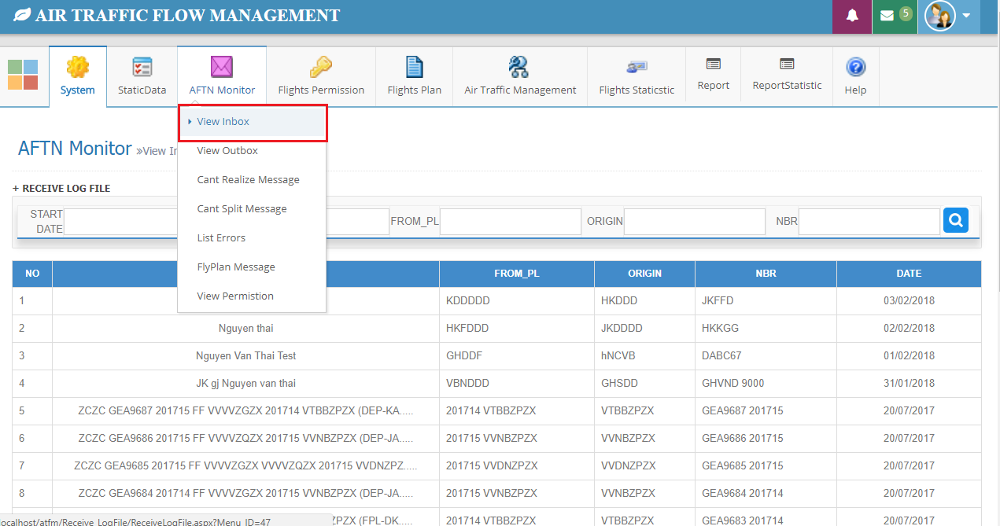 AIR TRAFFIC FLOW MANAGEMENT 5
System StaticData AFTN Monitor Flights Permission Flights Plan Air Traffic Management Flights Staticstic Report ReportStatistic Help
View Inbox
AFTN Monitor »View In
View Outbox
Cant Realize Message
+ RECEIVE LOG FILE
Cant Split Message
START DATE FROM_PL ORIGIN NBR
List Errors
FlyPlan Message
View Permistion
NO FROM_PL ORIGIN NBR DATE
1 KDDDDD HKDDD JKFFD 03/02/2018
2 Nguyen thai HKFDDD JKDDDD HKKGG 02/02/2018
3 Nguyen Van Thai Test GHDDF hNCVB DABC67 01/02/2018
4 JK gj Nguyen van thai VBNDDD GHSDD GHVND 9000 31/01/2018
5 ZCZC GEA9687 201715 FF VVVVZGZX 201714 VTBBZPZX (DEP-KA..... 201714 VTBBZPZX VTBBZPZX GEA9687 201715 20/07/2017
6 ZCZC GEA9686 201715 FF VVVVZQZX 201715 VVNBZPZX (DEP-JA..... 201715 VVNBZPZX VVNBZPZX GEA9686 201715 20/07/2017
7 ZCZC GEA9685 201715 FF VVVVZGZX VVVVZQZX 201715 VVDNZPZ..... 201715 VVDNZPZX VVDNZPZX GEA9685 201715 20/07/2017
8 ZCZC GEA9684 201714 FF VVVVZGZX 201714 VVNBZPZX (DEP-JA..... 201714 VVNBZPZX VVNBZPZX GEA9684 201714 20/07/2017
ZPZX (FPL-DK..... 201714 VTBBZPZX VTBBZPZX GEA9683 201714 20/07/2017
localhost/atfm/Receive_LogFile/ReceiveLogFile.aspx?Menu_ID=47